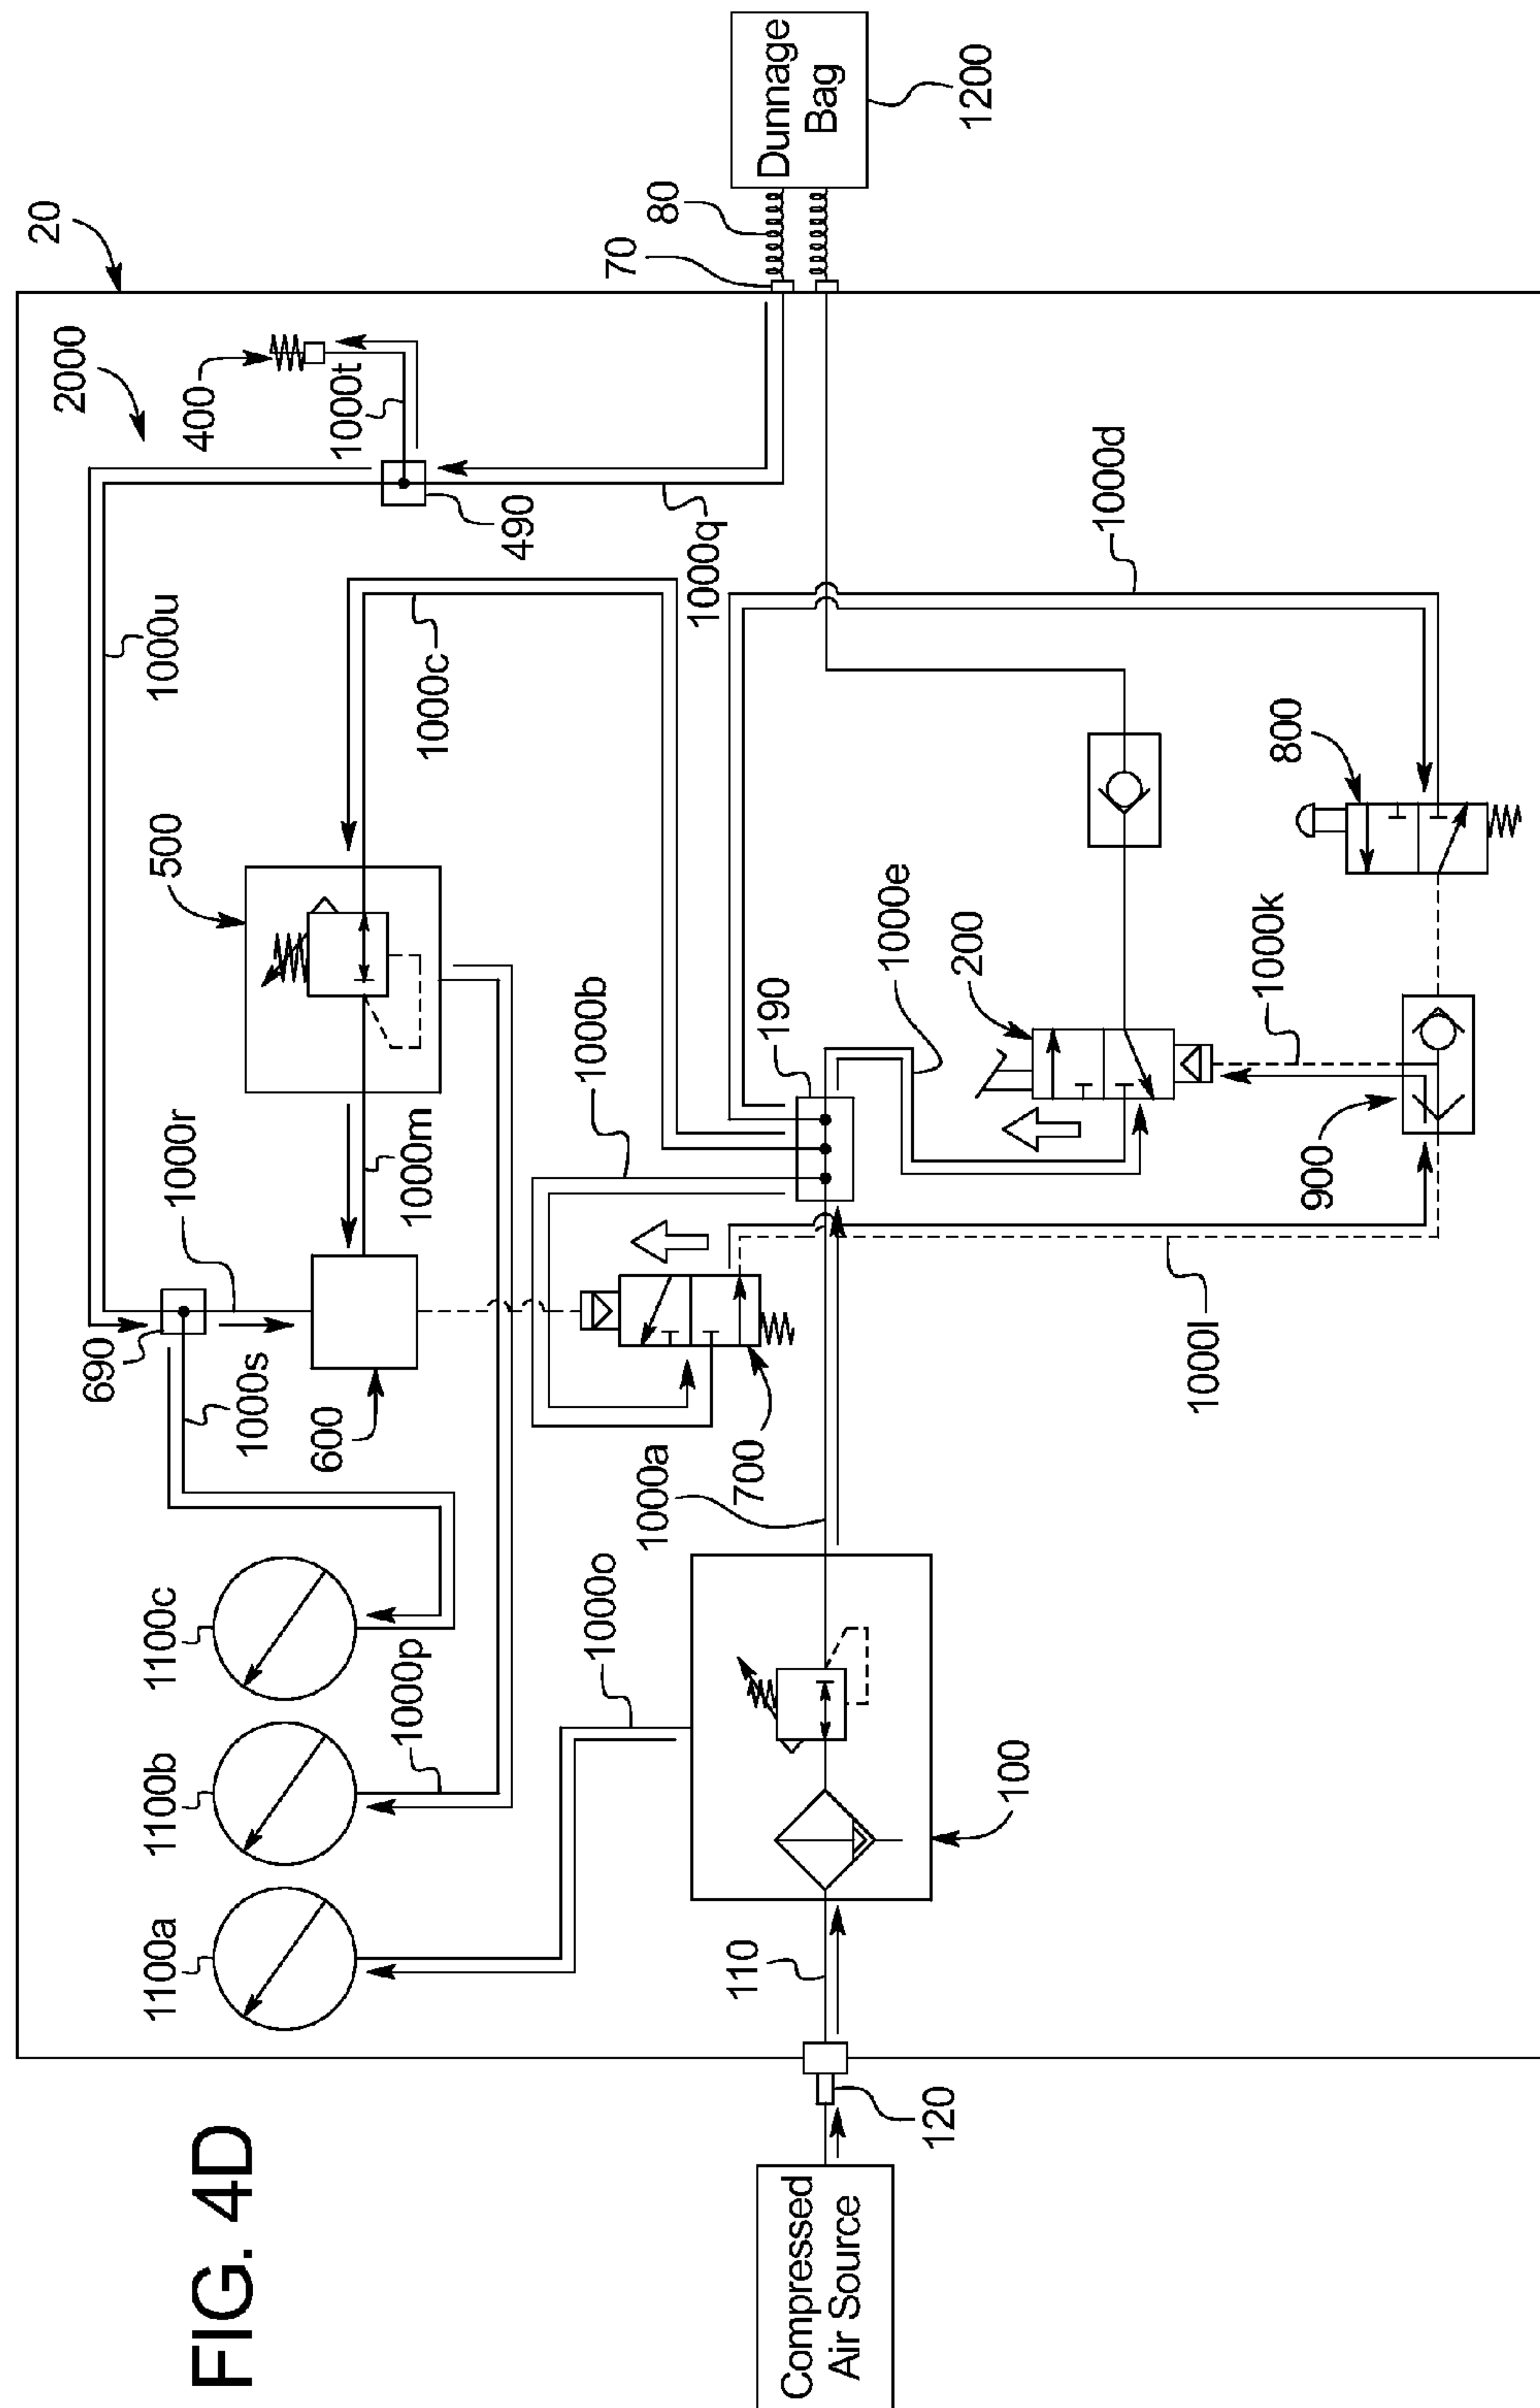 FIG. 4D
20
2000
400
1000t
490
1000q
70
80
Dunnage
Bag
1200
1000u
1000c
1000d
500
800
1000r
1000m
1000b
190
1000e
200
1000k
900
690
1000s
600
700
1000a
1000l
1100c
1100b
1100a
1000p
1000o
110
100
120
Compressed
Air Source